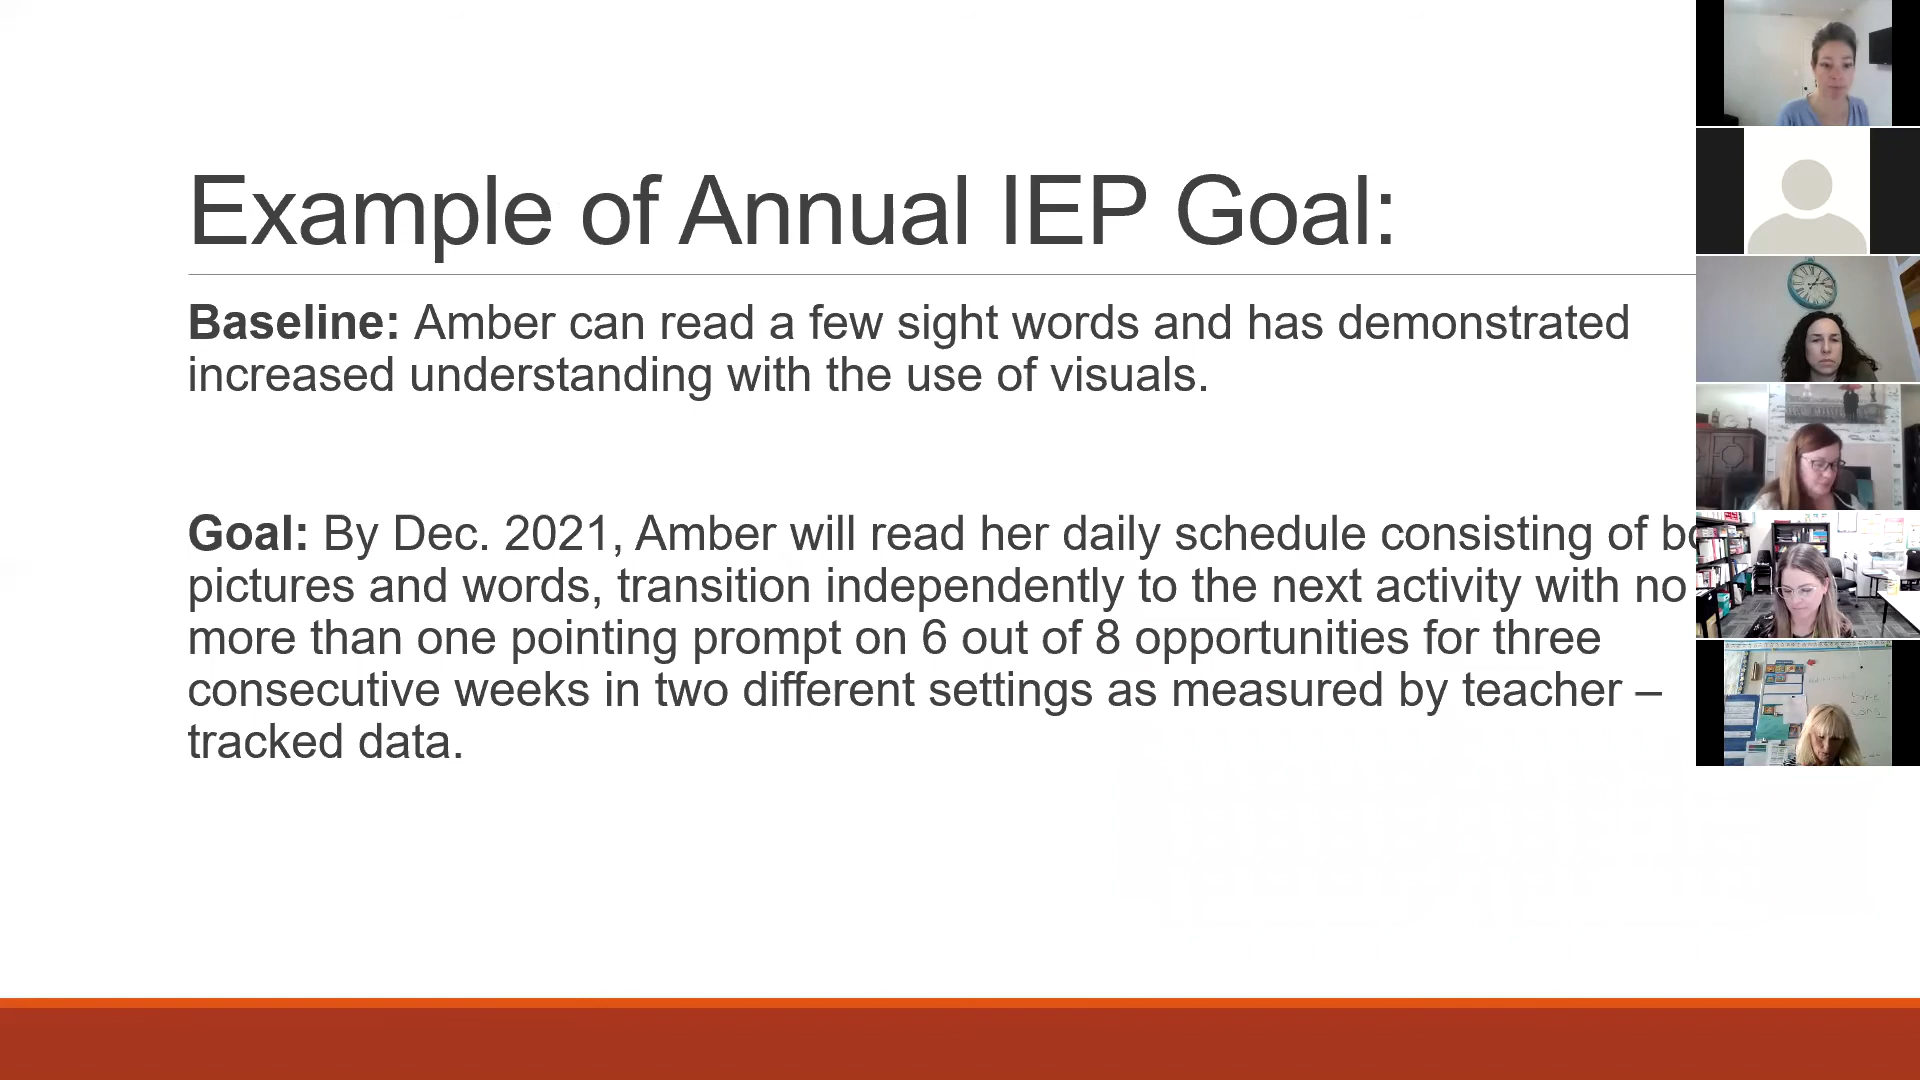 Example of Annual IEP Goal:
Baseline: Amber can read a few sight words and has demonstrated
increased understanding with the use of visuals.
Goal: By Dec. 2021, Amber will read her daily schedule consisting of
pictures and words, transition independently to the next activity with no
more than one pointing prompt on 6 out of 8 opportunities for three
consecutive weeks in two different settings as measured by teacher –
tracked data.